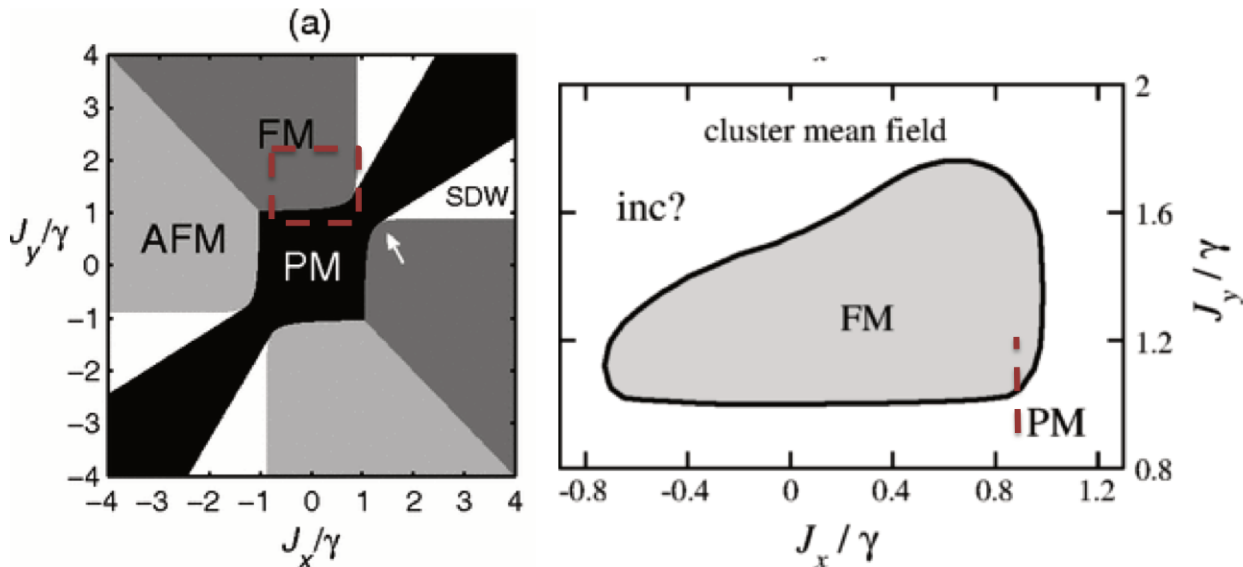 (a)
4
3
2
1
0
−1
−2
−3
−4
J_y/γ
FM
SDW
AFM
PM
−4 −3 −2 −1 0 1 2 3 4
J_x/γ
cluster mean field
inc?
FM
PM
2
1.6
1.2
0.8
J_y / γ
-0.8 -0.4 0 0.4 0.8 1.2
J_x / γ